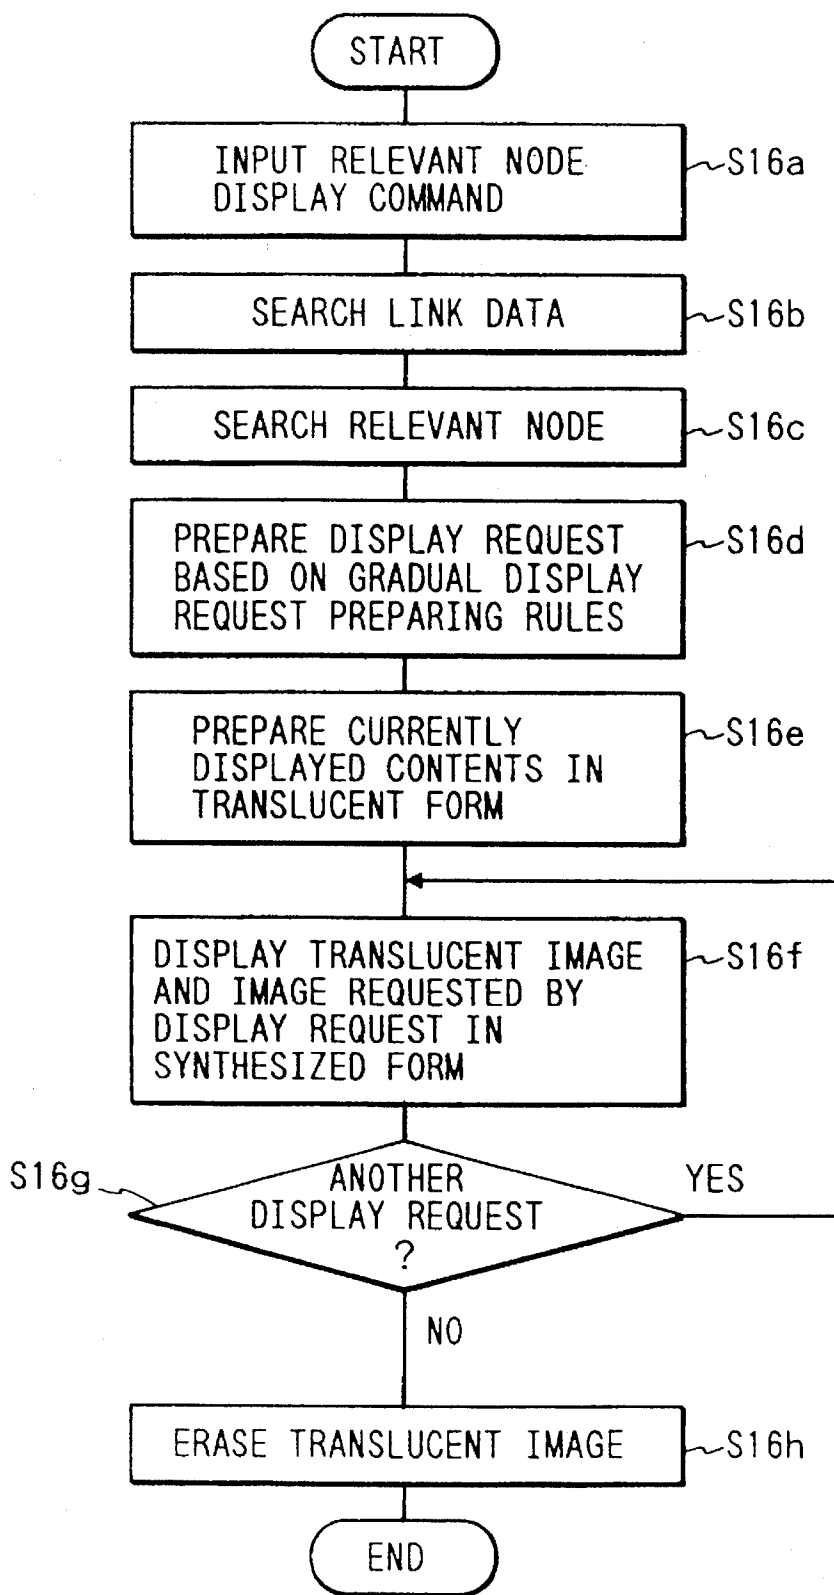 START
INPUT RELEVANT NODE
DISPLAY COMMAND
S16a
SEARCH LINK DATA
S16b
SEARCH RELEVANT NODE
S16c
PREPARE DISPLAY REQUEST
BASED ON GRADUAL DISPLAY
REQUEST PREPARING RULES
S16d
PREPARE CURRENTLY
DISPLAYED CONTENTS IN
TRANSLUCENT FORM
S16e
DISPLAY TRANSLUCENT IMAGE
AND IMAGE REQUESTED BY
DISPLAY REQUEST IN
SYNTHESIZED FORM
S16f
S16g
ANOTHER
DISPLAY REQUEST
?
YES
NO
ERASE TRANSLUCENT IMAGE
S16h
END